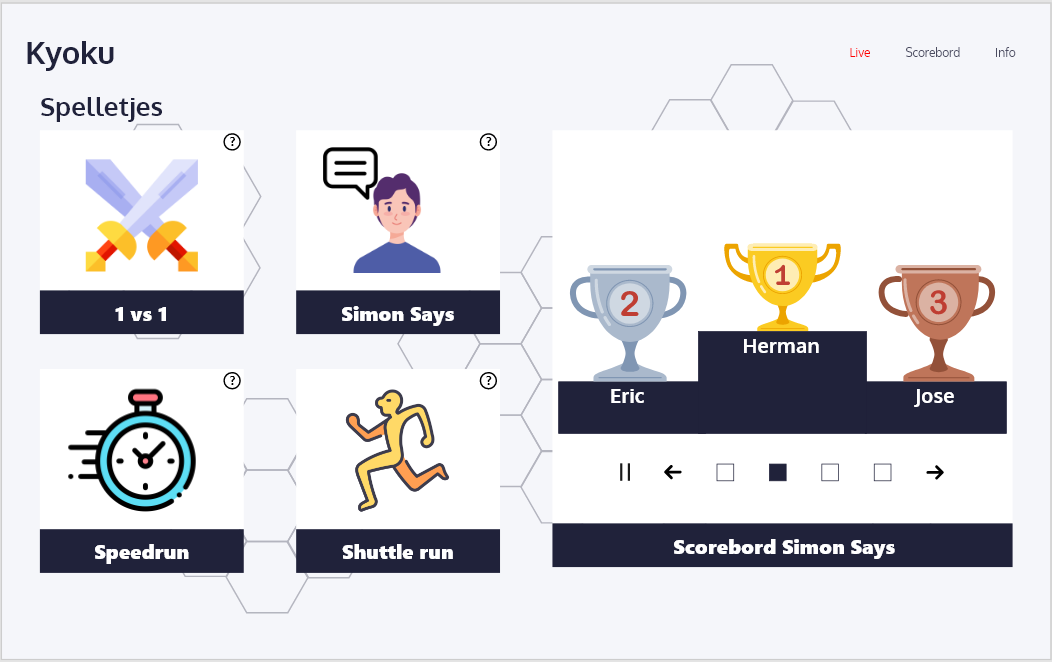 Kyoku
Live
Scorebord
Info
Spelletjes
?
1 vs 1
?
Simon Says
?
Speedrun
?
Shuttle run
2
1
3
Herman
Eric
Jose
Scorebord Simon Says